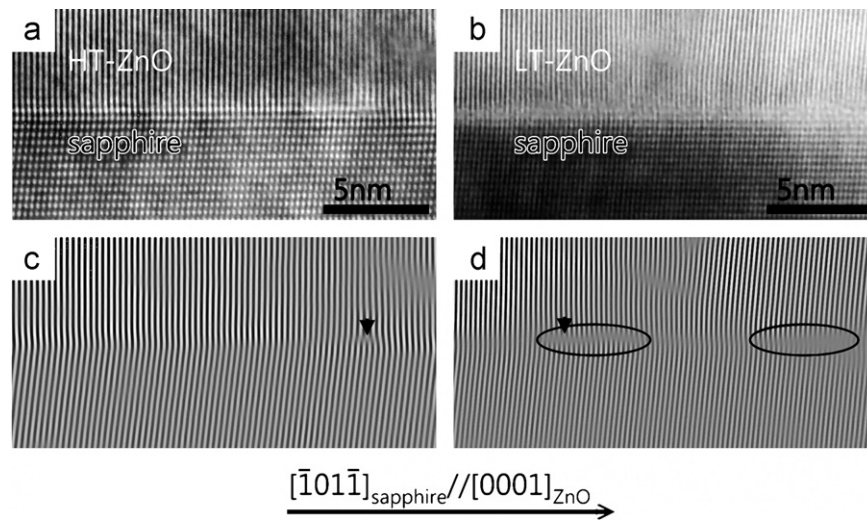 a
HT-ZnO
sapphire
5nm
b
LT-ZnO
sapphire
5nm
c
d
[1̄011̄]sapphire//[0001]ZnO